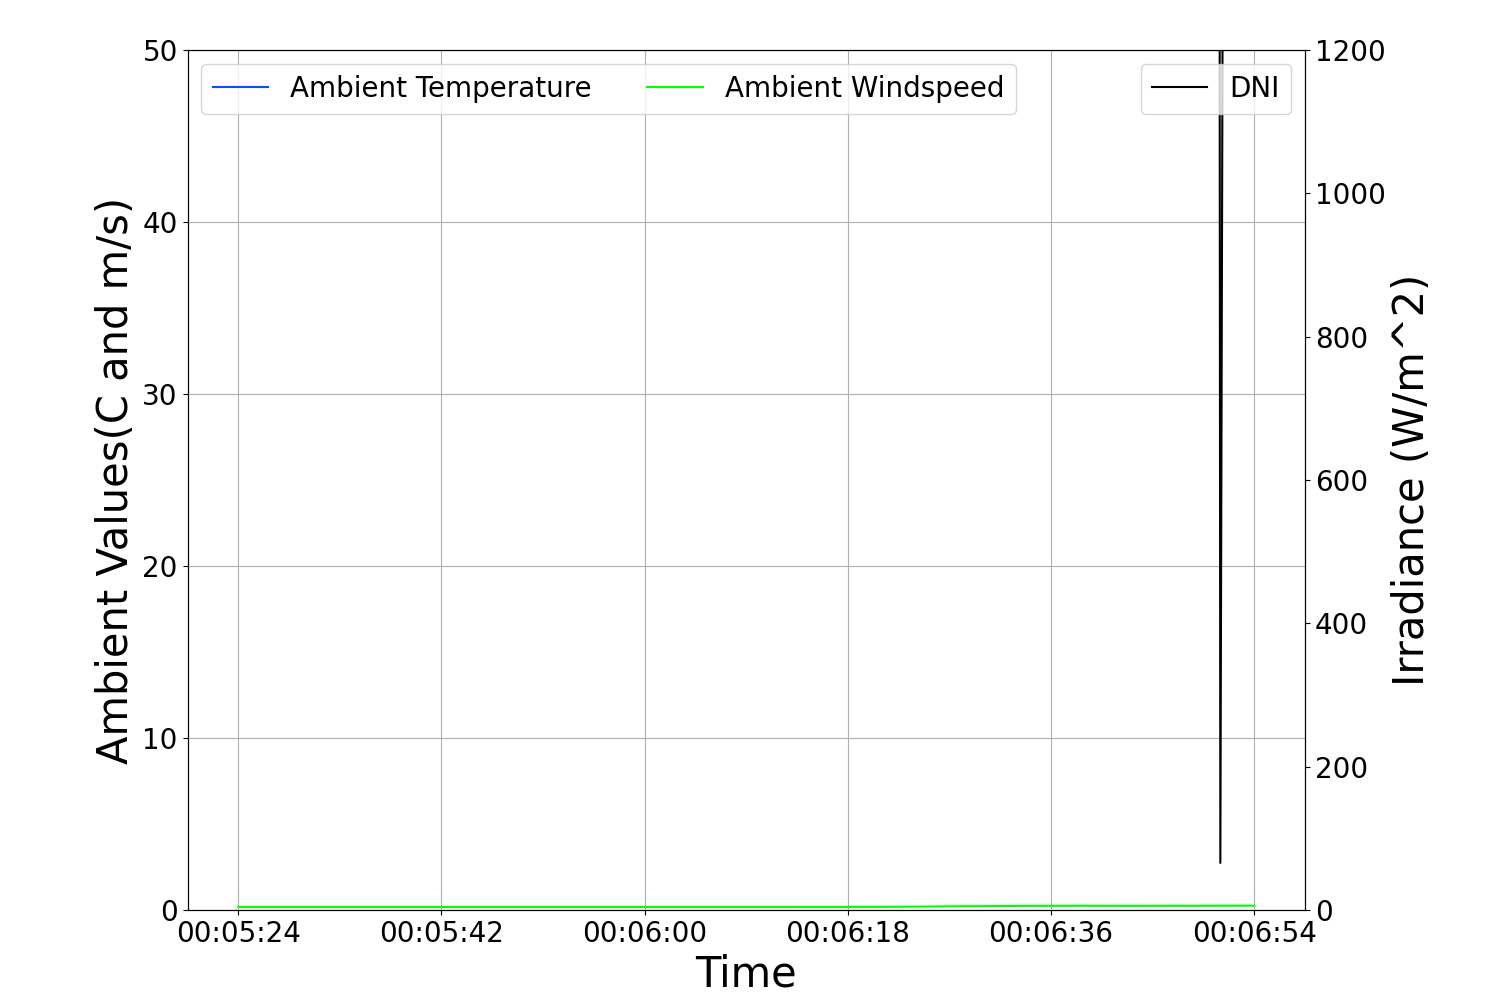 Ambient Temperature
Ambient Windspeed
DNI
Ambient Values(C and m/s)
50
40
30
20
10
0
1200
1000
800
600
400
200
0
Irradiance (W/m^2)
00:05:24 00:05:42 00:06:00 00:06:18 00:06:36 00:06:54
Time